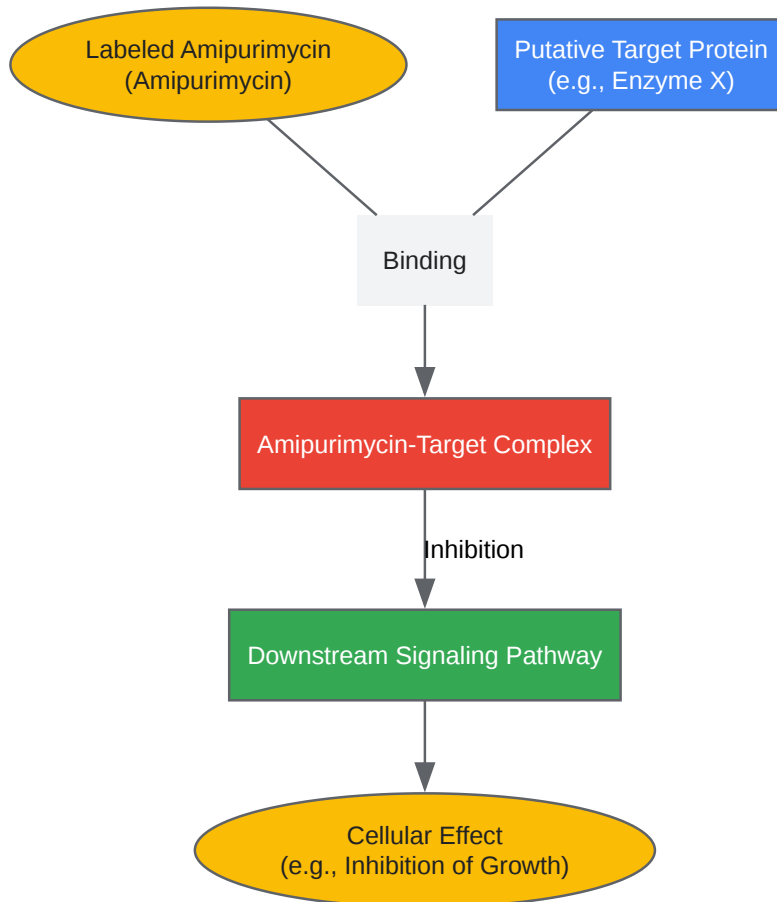 Labeled Amipurimycin
(Amipurimycin)
Putative Target Protein
(e.g., Enzyme X)
Binding
Amipurimycin-Target Complex
Inhibition
Downstream Signaling Pathway
Cellular Effect
(e.g., Inhibition of Growth)